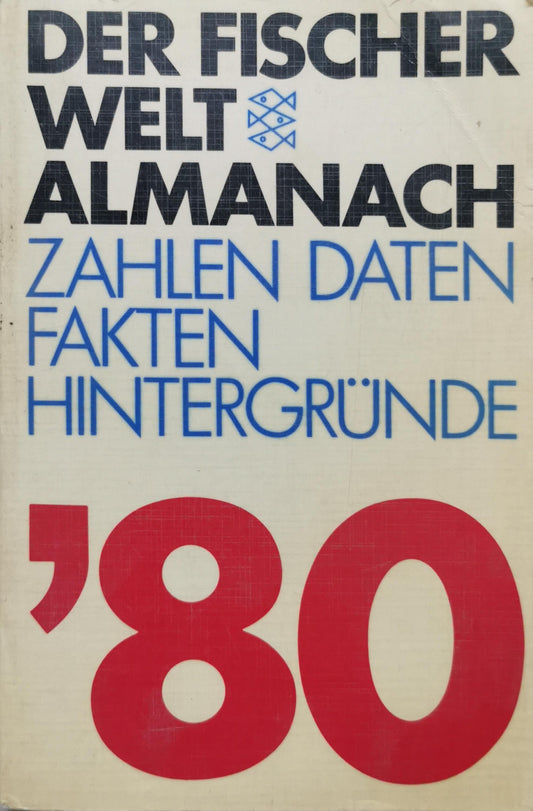 DER FISCHER
WELT
ALMANACH
ZAHLEN DATEN
FAKTEN
HINTERGRÜNDE
'80